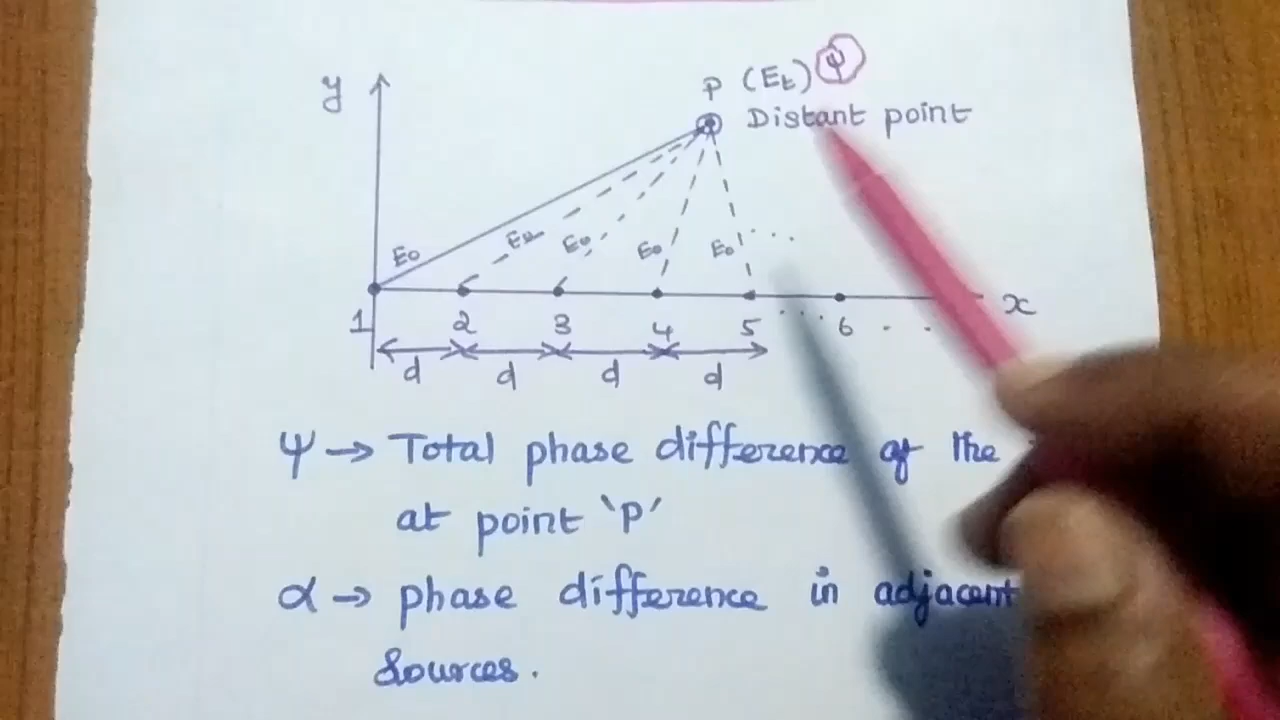 y
P (Et) ψ
Distant point
E0 E0 E0 E0 E0 ...
x
1 2 3 4 5 ... 6 . .
d d d d
ψ → Total phase difference of the
at point 'P'
α → phase difference in adjacent
sources.